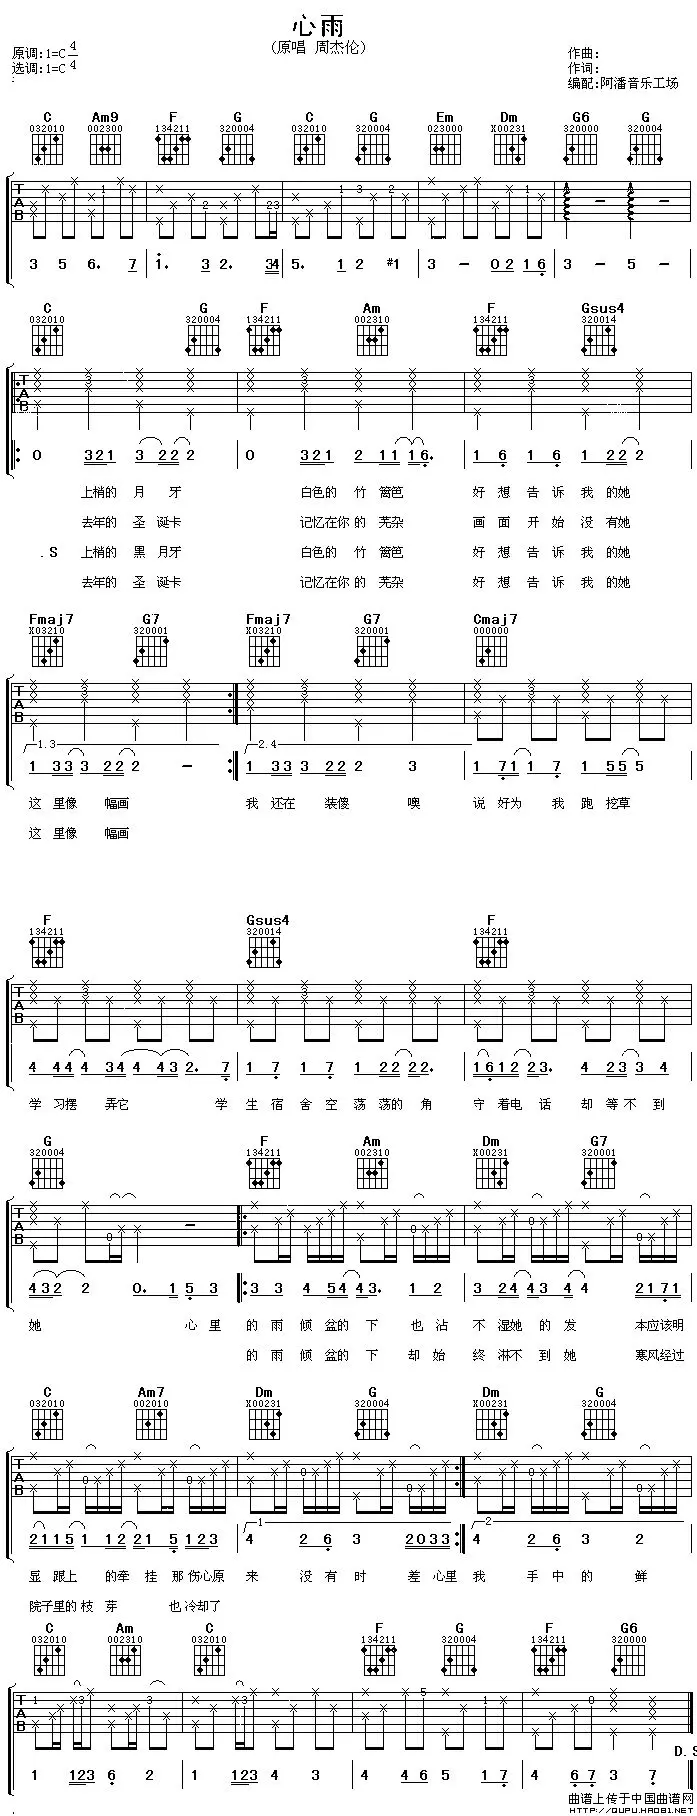 心雨
(原唱 周杰伦)
原调:1=C 4/4
选调:1=C 4
作曲:
作词:
编配:阿潘音乐工场
C Am9 F G C G Em Dm G6 G
032010 002300 134211 320004 032010 320004 023000 X00231 320004
3 5 6. 7 1. 3 2. 34 5. 1 2 #1 3 - 0 2 1 6 3 - 5 -
C G F Am F Gsus4
032010 320004 134211 002310 134211 320014
0 321 3 22 2 0 321 2 11 16. 1 6 1 6 1 22 2
上梢的 月 牙 白色的 竹 篱笆 好 想 告 诉 我 的她
去年的 圣 诞卡 记忆在你 的 芜杂 画 面 开 始 没 有她
.S 上梢的 黑 月牙 白色的 竹 篱笆 好 想 告 诉 我 的她
去年的 圣 诞卡 记忆在你 的 芜杂 好 想 告 诉 我 的她
Fmaj7 G7 Fmaj7 G7 Cmaj7
X03210 320001 X03210 320001 000000
1.3 2.4
1 33 3 22 2 - 1 33 3 22 2 3 1 71 1 7 1 55 5
这 里像 幅画 我 还在 装傻 噢 说 好为 我 跑 挖草
这 里像 幅画
F Gsus4 F
134211 320014 134211
4 44 4 34 4 43 2. 7 1 7 1 7 1 22 22. 1612 23. 4 23 3 4
学 习摆 弄它 学 生 宿 舍 空 荡 荡的 角 守 着电 话 却 等 不 到
G F Am Dm G7
320004 134211 002310 X00231 320001
432 2 0. 1 5 3 3 3 4 54 43. 1 2 3 24 43 4 4 2171
她 心 里 的 雨 倾 盆的 下 也 沾 不 湿她 的 发 本应该明
的 雨 倾 盆的 下 却 始 终 淋不 到 她 寒风经过
C Am7 Dm G Dm G
032010 002010 X00231 320004 X00231 320004
1 2
2115 1 12 21 5 123 4 2 6 3 2033 4 2 6 3 2
显 跟上 的牵 挂 那伤心原 来 没 有 时 差 心里 我 手 中 的 鲜
院子里的 枝 芽 也 冷却了
C Am C F G F G6
032010 002310 032010 134211 320004 134211
1 123 6 2 1 123 4 3 4 6 5 7 4 6 3 7
D.S
曲谱上传于中国曲谱网
HTTP://QUPU.HAO81.NET